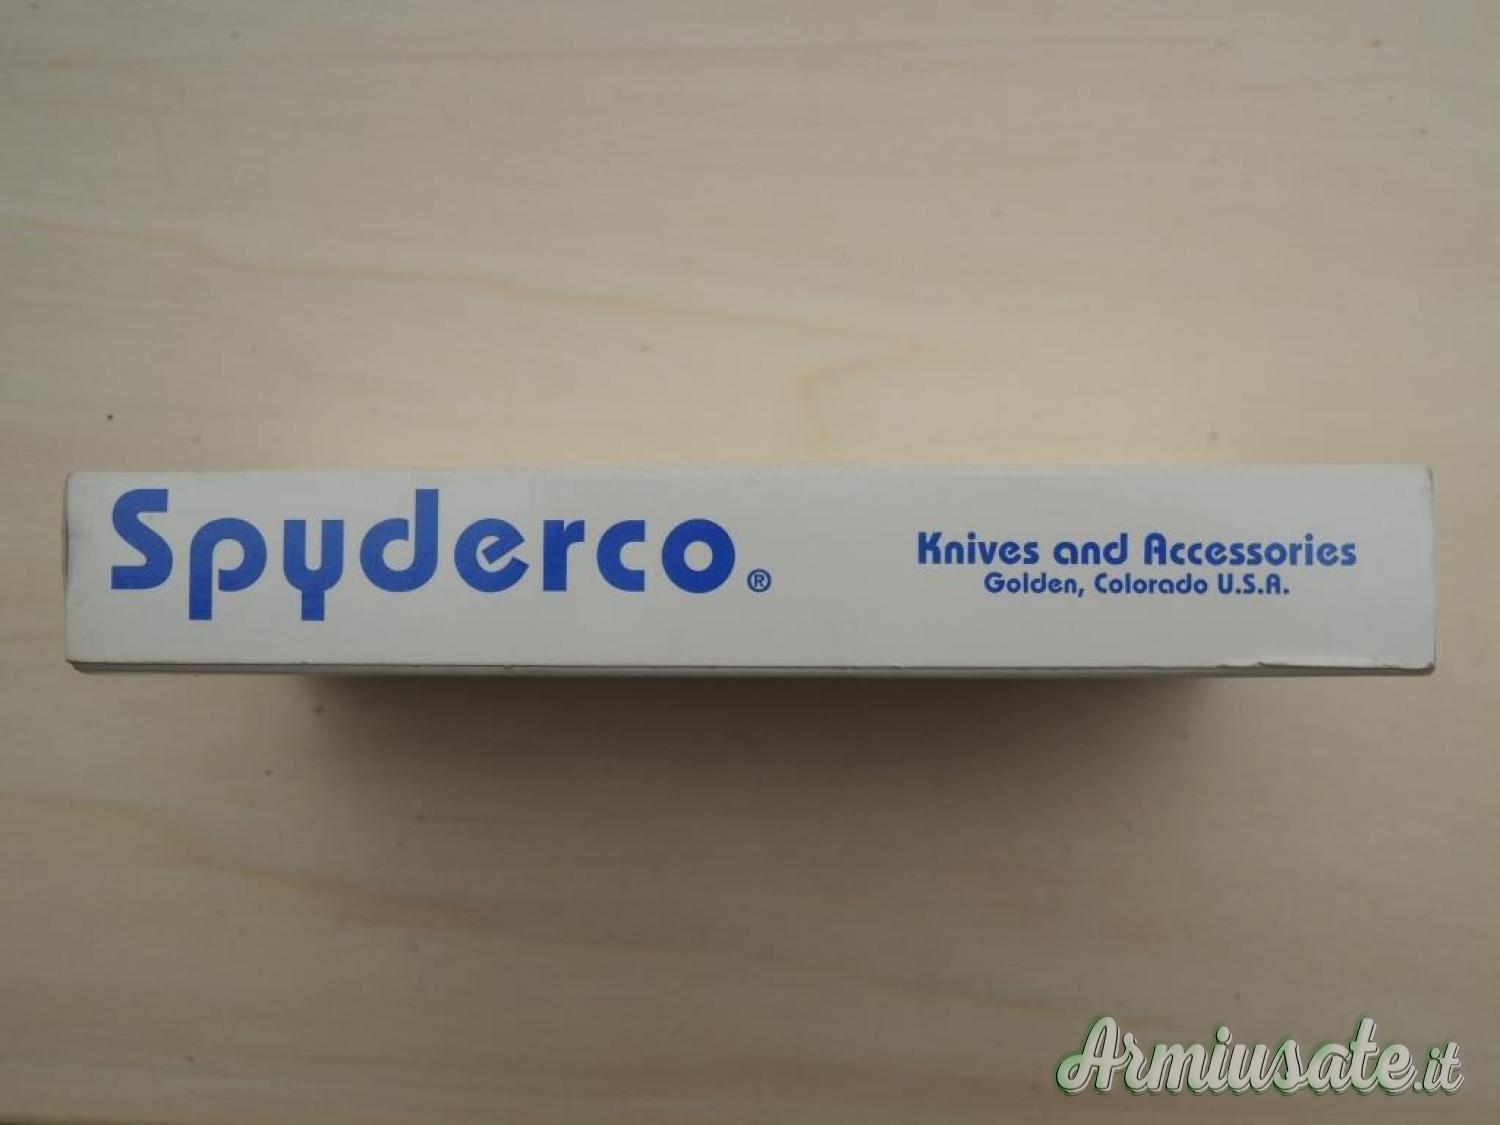 Spyderco®
Knives and Accessories
Golden, Colorado U.S.A.
Armiusate.it